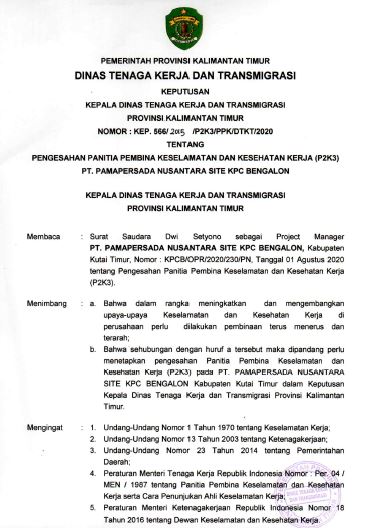 PEMERINTAH PROVINSI KALIMANTAN TIMUR
DINAS TENAGA KERJA DAN TRANSMIGRASI
KEPUTUSAN
KEPALA DINAS TENAGA KERJA DAN TRANSMIGRASI
PROVINSI KALIMANTAN TIMUR
NOMOR : KEP. 566/ 2015 /P2K3/PPK/DTKT/2020
TENTANG
PENGESAHAN PANITIA PEMBINA KESELAMATAN DAN KESEHATAN KERJA (P2K3)
PT. PAMAPERSADA NUSANTARA SITE KPC BENGALON
KEPALA DINAS TENAGA KERJA DAN TRANSMIGRASI
PROVINSI KALIMANTAN TIMUR
Membaca : Surat Saudara Dwi Setyono sebagai Project Manager
PT. PAMAPERSADA NUSANTARA SITE KPC BENGALON, Kabupaten
Kutai Timur, Nomor : KPCB/OPR/2020/230/PN, Tanggal 01 Agustus 2020
tentang Pengesahan Panitia Pembina Keselamatan dan Kesehatan Kerja
(P2K3).
Menimbang : a. Bahwa dalam rangka meningkatkan dan mengembangkan
upaya-upaya Keselamatan dan Kesehatan Kerja di
perusahaan perlu dilakukan pembinaan terus menerus dan
terarah;
b. Bahwa sehubungan dengan huruf a tersebut maka dipandang perlu
menetapkan pengesahan Panitia Pembina Keselamatan dan
Kesehatan Kerja (P2K3) pada PT. PAMAPERSADA NUSANTARA
SITE KPC BENGALON Kabupaten Kutai Timur dalam Keputusan
Kepala Dinas Tenaga Kerja dan Transmigrasi Provinsi Kalimantan
Timur.
Mengingat : 1. Undang-Undang Nomor 1 Tahun 1970 tentang Keselamatan Kerja;
2. Undang-Undang Nomor 13 Tahun 2003 tentang Ketenagakerjaan;
3. Undang-Undang Nomor 23 Tahun 2014 tentang Pemerintahan
Daerah;
4. Peraturan Menteri Tenaga Kerja Republik Indonesia Nomor : Per. 04 /
MEN / 1987 tentang Panitia Pembina Keselamatan dan Kesehatan
Kerja serta Cara Penunjukan Ahli Keselamatan Kerja;
5. Peraturan Menteri Ketenagakerjaan Republik Indonesia Nomor 18
Tahun 2016 tentang Dewan Keselamatan dan Kesehatan Kerja.
DINAS TENAGA KERJA
DAN TRANSMIGRASI